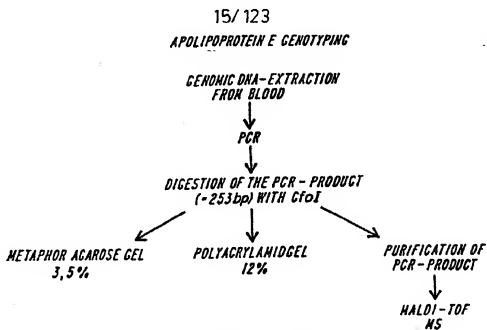 15/123
APOLIPOPROTEIN E GENOTYPING
GENOMIC DNA-EXTRACTION
FROM BLOOD
PCR
DIGESTION OF THE PCR-PRODUCT
(=253bp) WITH CfoI
METAPHOR AGAROSE GEL
3,5%
POLYACRYLAMIDGEL
12%
PURIFICATION OF
PCR-PRODUCT
MALDI-TOF
MS